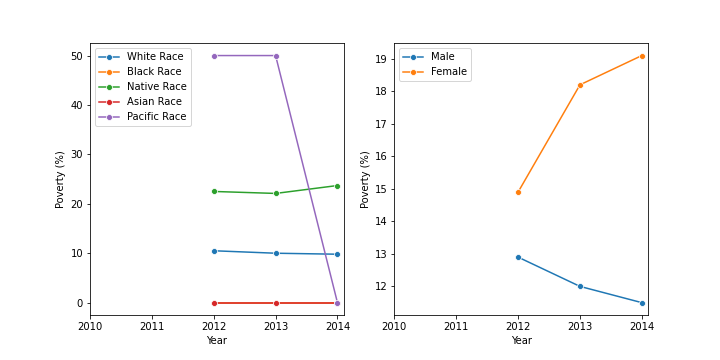 50
40
30
20
10
0
Poverty (%)
White Race
Black Race
Native Race
Asian Race
Pacific Race
2010 2011 2012 2013 2014
Year
19
18
17
16
15
14
13
12
Poverty (%)
Male
Female
2010 2011 2012 2013 2014
Year